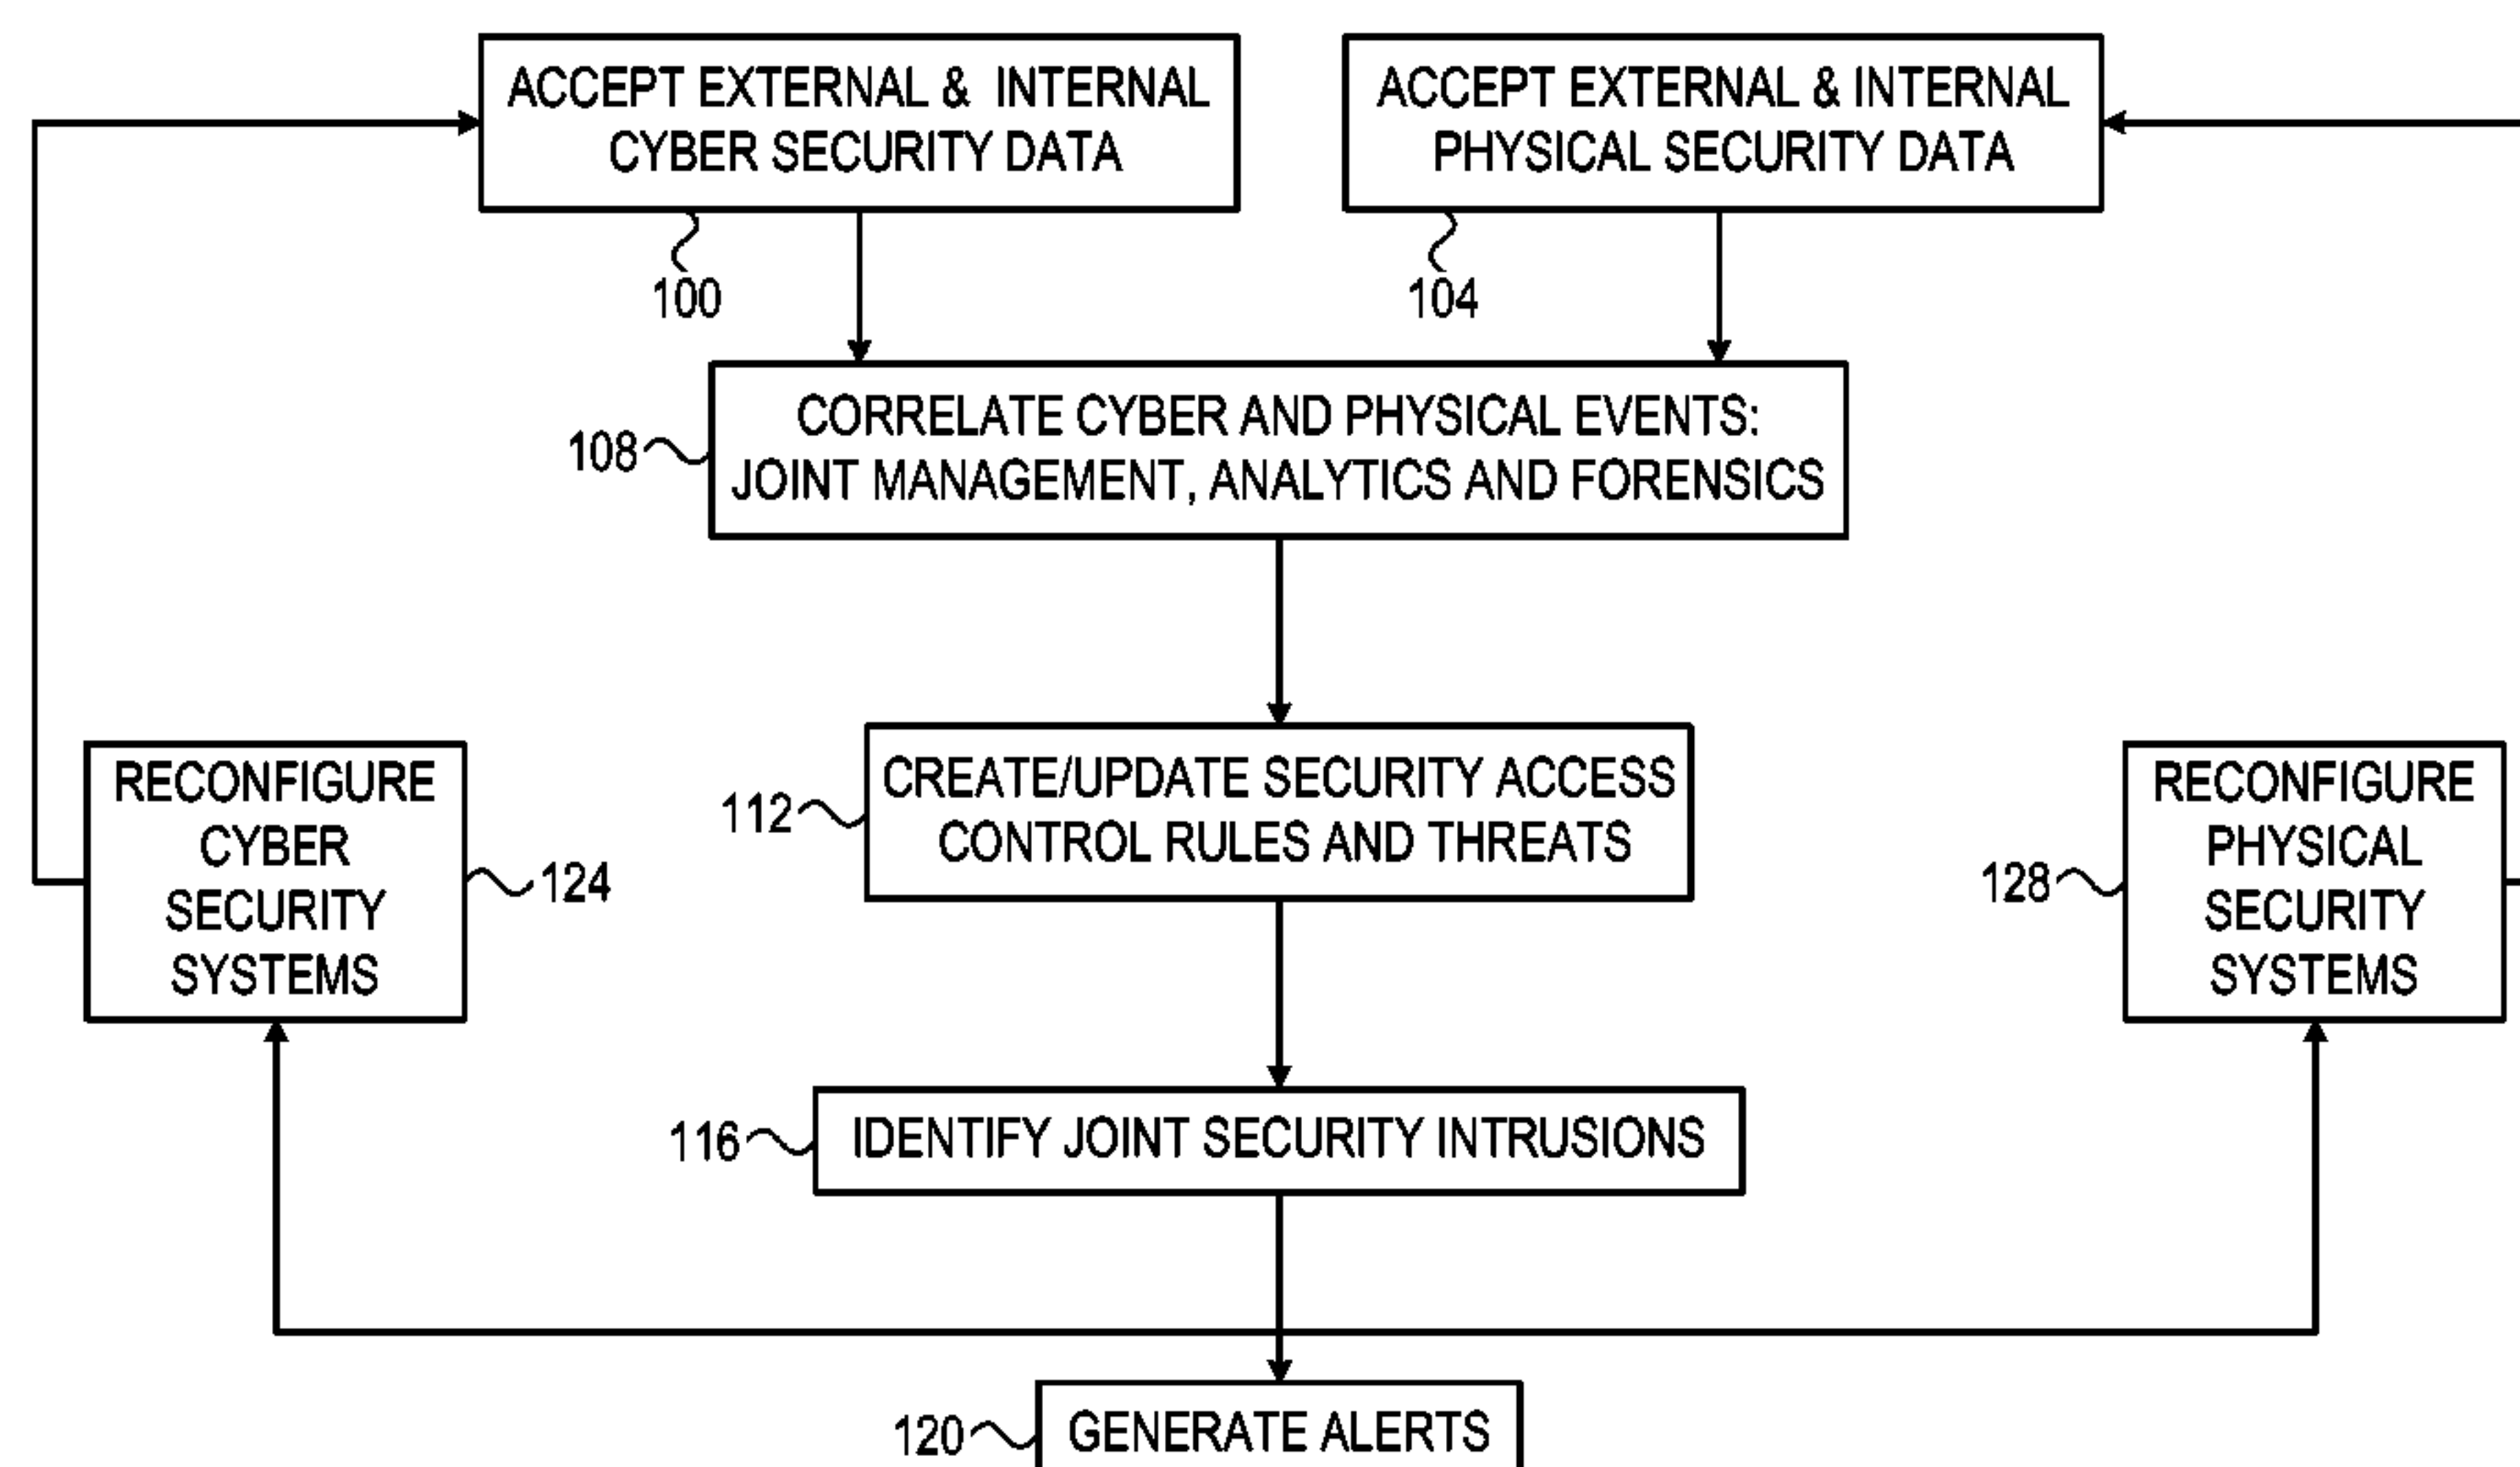 ACCEPT EXTERNAL & INTERNAL
CYBER SECURITY DATA
100
ACCEPT EXTERNAL & INTERNAL
PHYSICAL SECURITY DATA
104
CORRELATE CYBER AND PHYSICAL EVENTS:
JOINT MANAGEMENT, ANALYTICS AND FORENSICS
108
RECONFIGURE
CYBER
SECURITY
SYSTEMS
124
CREATE/UPDATE SECURITY ACCESS
CONTROL RULES AND THREATS
112
RECONFIGURE
PHYSICAL
SECURITY
SYSTEMS
128
IDENTIFY JOINT SECURITY INTRUSIONS
116
GENERATE ALERTS
120